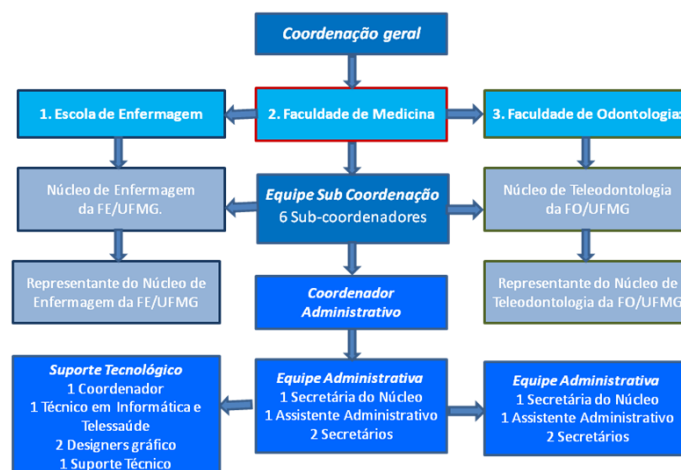 Coordenação geral
1. Escola de Enfermagem
2. Faculdade de Medicina
3. Faculdade de Odontologia:
Núcleo de Enfermagem
da FE/UFMG.
Equipe Sub Coordenação
6 Sub-coordenadores
Núcleo de Teleodontologia
da FO/UFMG
Representante do Núcleo de
Enfermagem da FE/UFMG
Coordenador
Administrativo
Representante do Núcleo de
Teleodontologia da FO/UFMG
Suporte Tecnológico
1 Coordenador
1 Técnico em Informática e
Telessaúde
2 Designers gráfico
1 Suporte Técnico
Equipe Administrativa
1 Secretária do Núcleo
1 Assistente Administrativo
2 Secretários
Equipe Administrativa
1 Secretária do Núcleo
1 Assistente Administrativo
2 Secretários